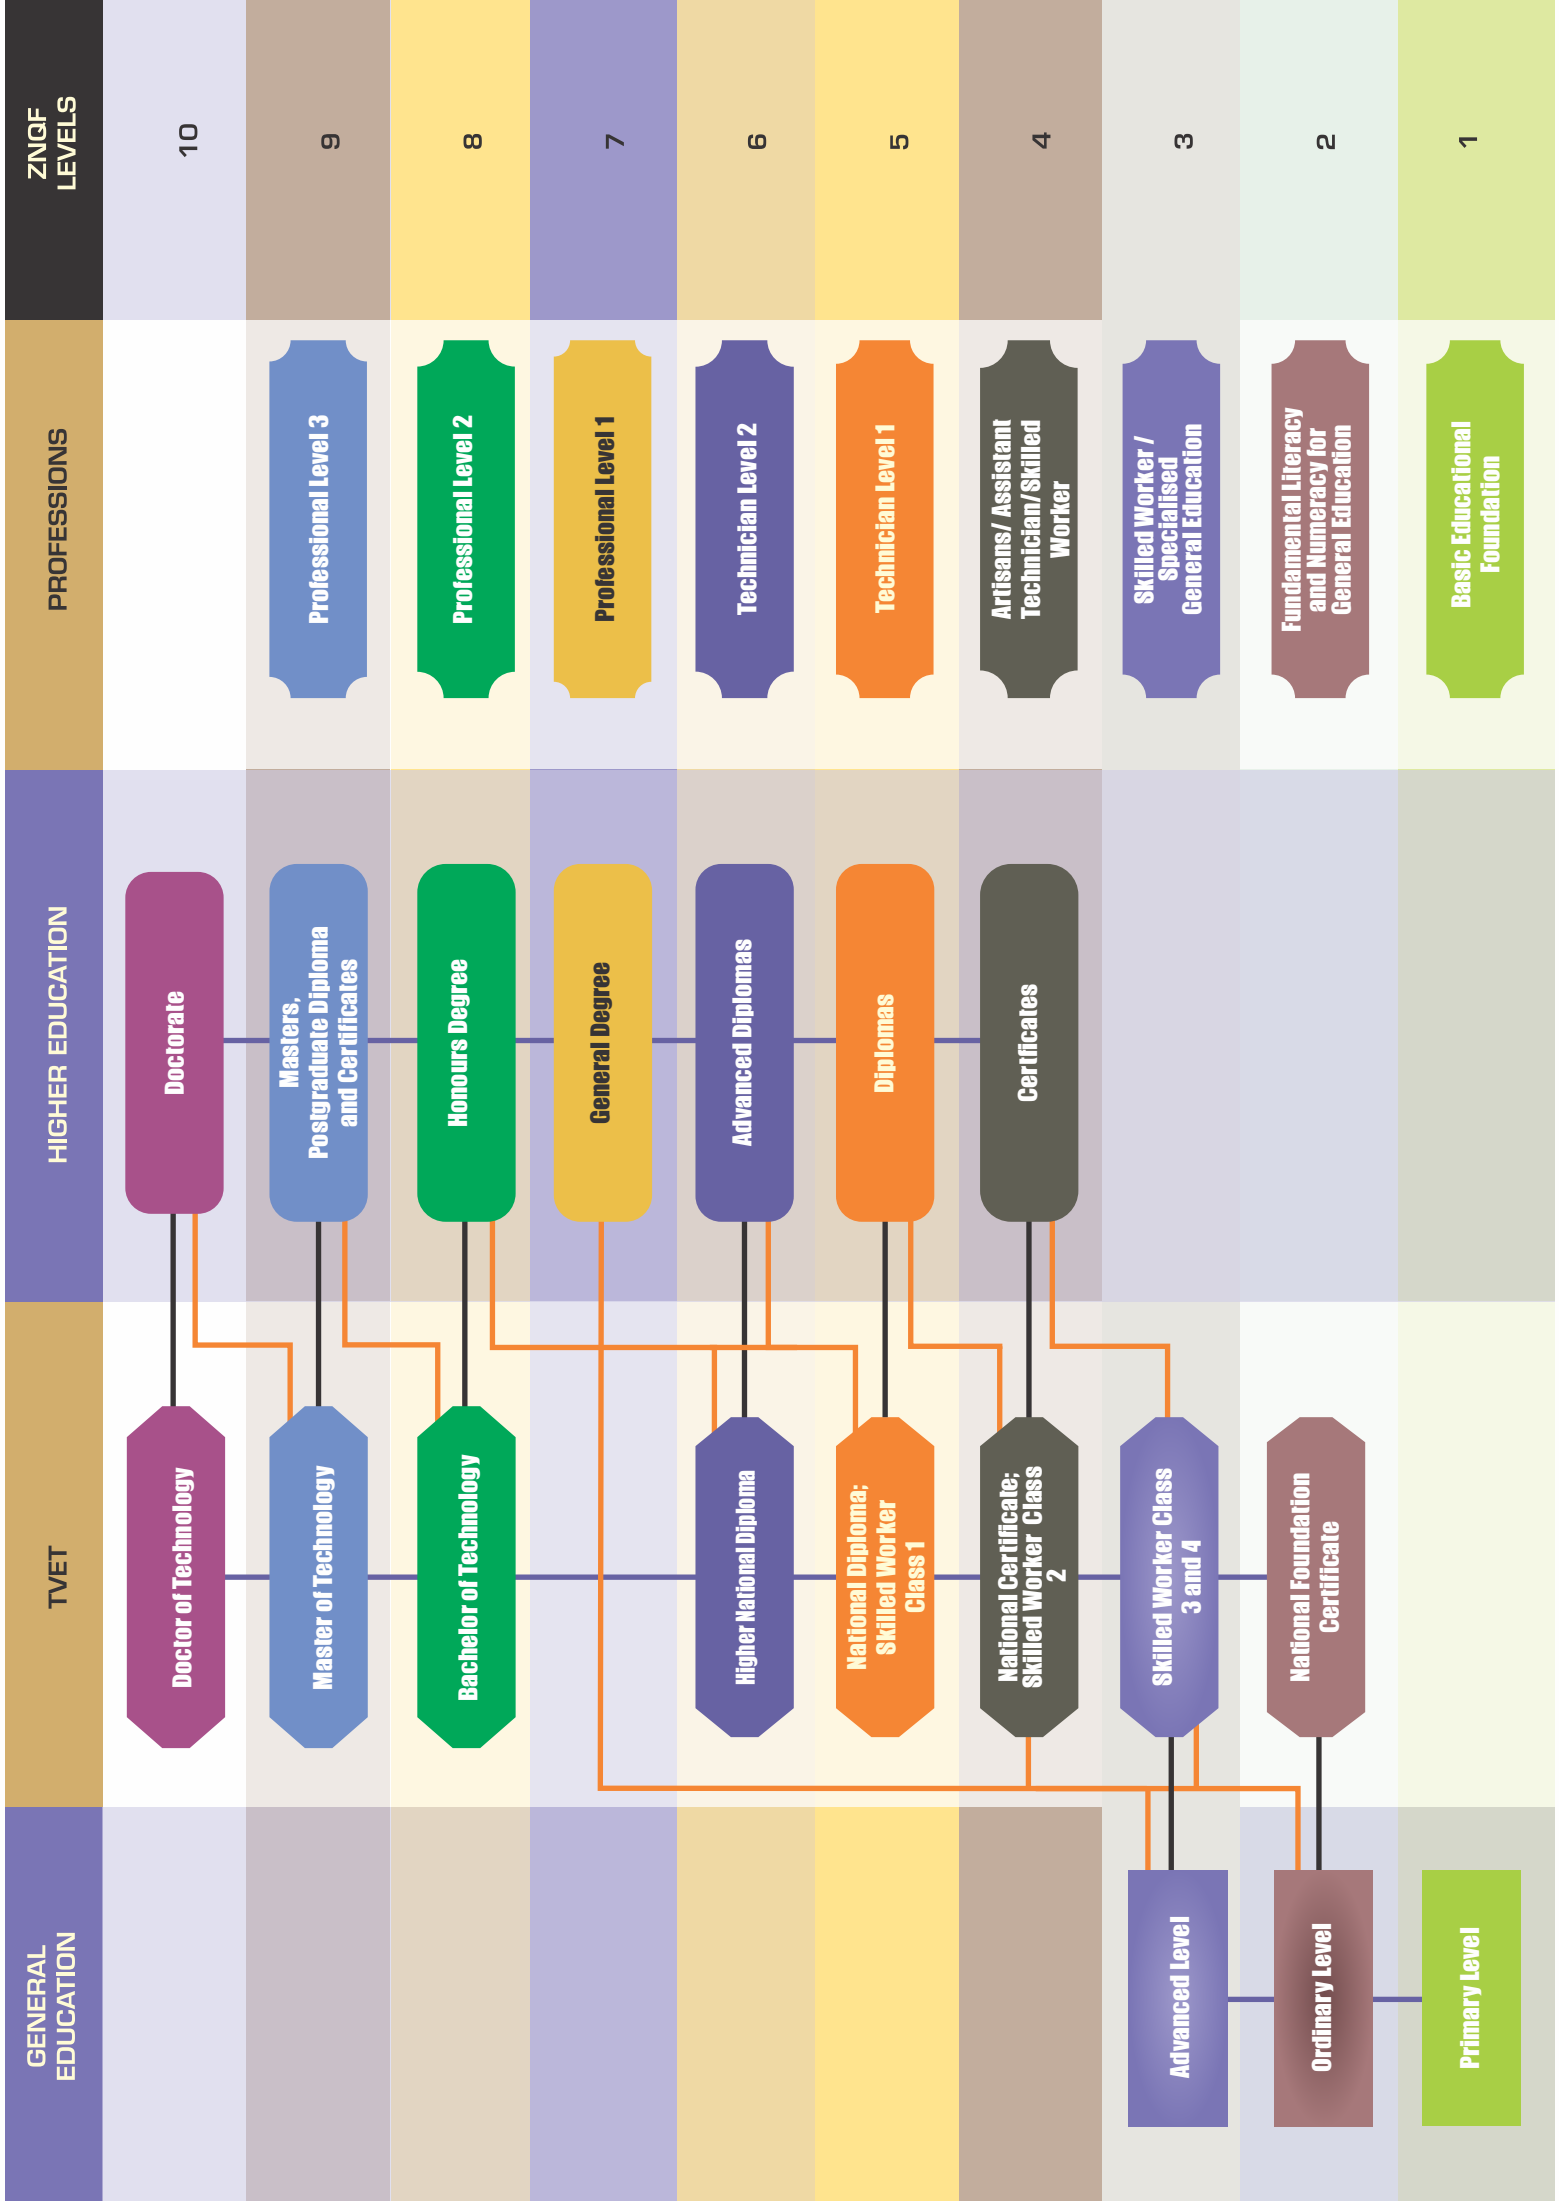 GENERAL
EDUCATION
TVET
HIGHER EDUCATION
PROFESSIONS
ZNQF
LEVELS
Doctor of Technology
Doctorate
10
Master of Technology
Masters,
Postgraduate Diploma
and Certificates
Professional Level 3
9
Bachelor of Technology
Honours Degree
Professional Level 2
8
General Degree
Professional Level 1
7
Higher National Diploma
Advanced Diplomas
Technician Level 2
6
National Diploma;
Skilled Worker
Class 1
Diplomas
Technician Level 1
5
National Certificate;
Skilled Worker Class
2
Certficates
Artisans/ Assistant
Technician/Skilled
Worker
4
Advanced Level
Skilled Worker Class
3 and 4
Skilled Worker /
Specialised
General Education
3
Ordinary Level
National Foundation
Certificate
Fundamental Literacy
and Numeracy for
General Education
2
Primary Level
Basic Educational
Foundation
1